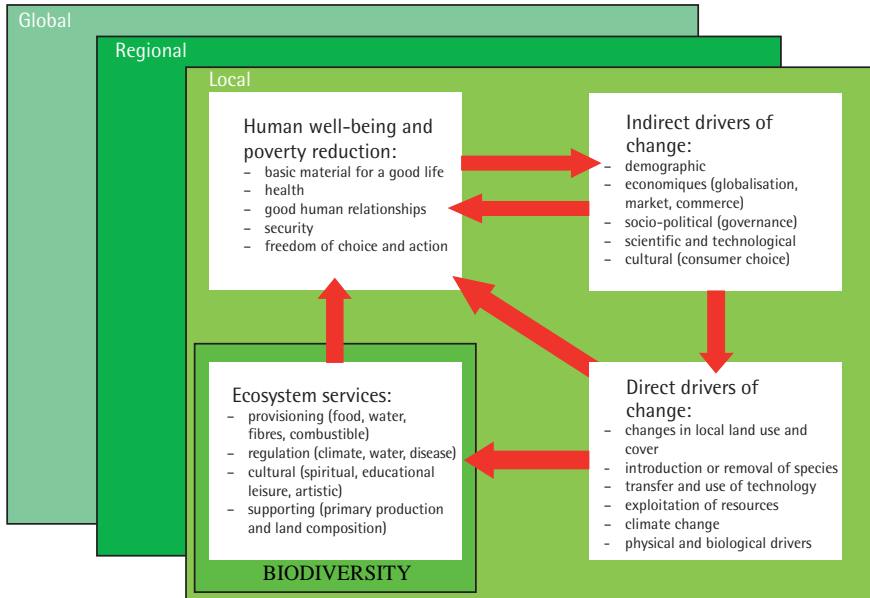 Global
Regional
Local
Human well-being and
poverty reduction:
– basic material for a good life
– health
– good human relationships
– security
– freedom of choice and action
Indirect drivers of
change:
– demographic
– economiques (globalisation,
market, commerce)
– socio-political (governance)
– scientific and technological
– cultural (consumer choice)
Ecosystem services:
– provisioning (food, water,
fibres, combustible)
– regulation (climate, water, disease)
– cultural (spiritual, educational
leisure, artistic)
– supporting (primary production
and land composition)
BIODIVERSITY
Direct drivers of
change:
– changes in local land use and
cover
– introduction or removal of species
– transfer and use of technology
– exploitation of resources
– climate change
– physical and biological drivers